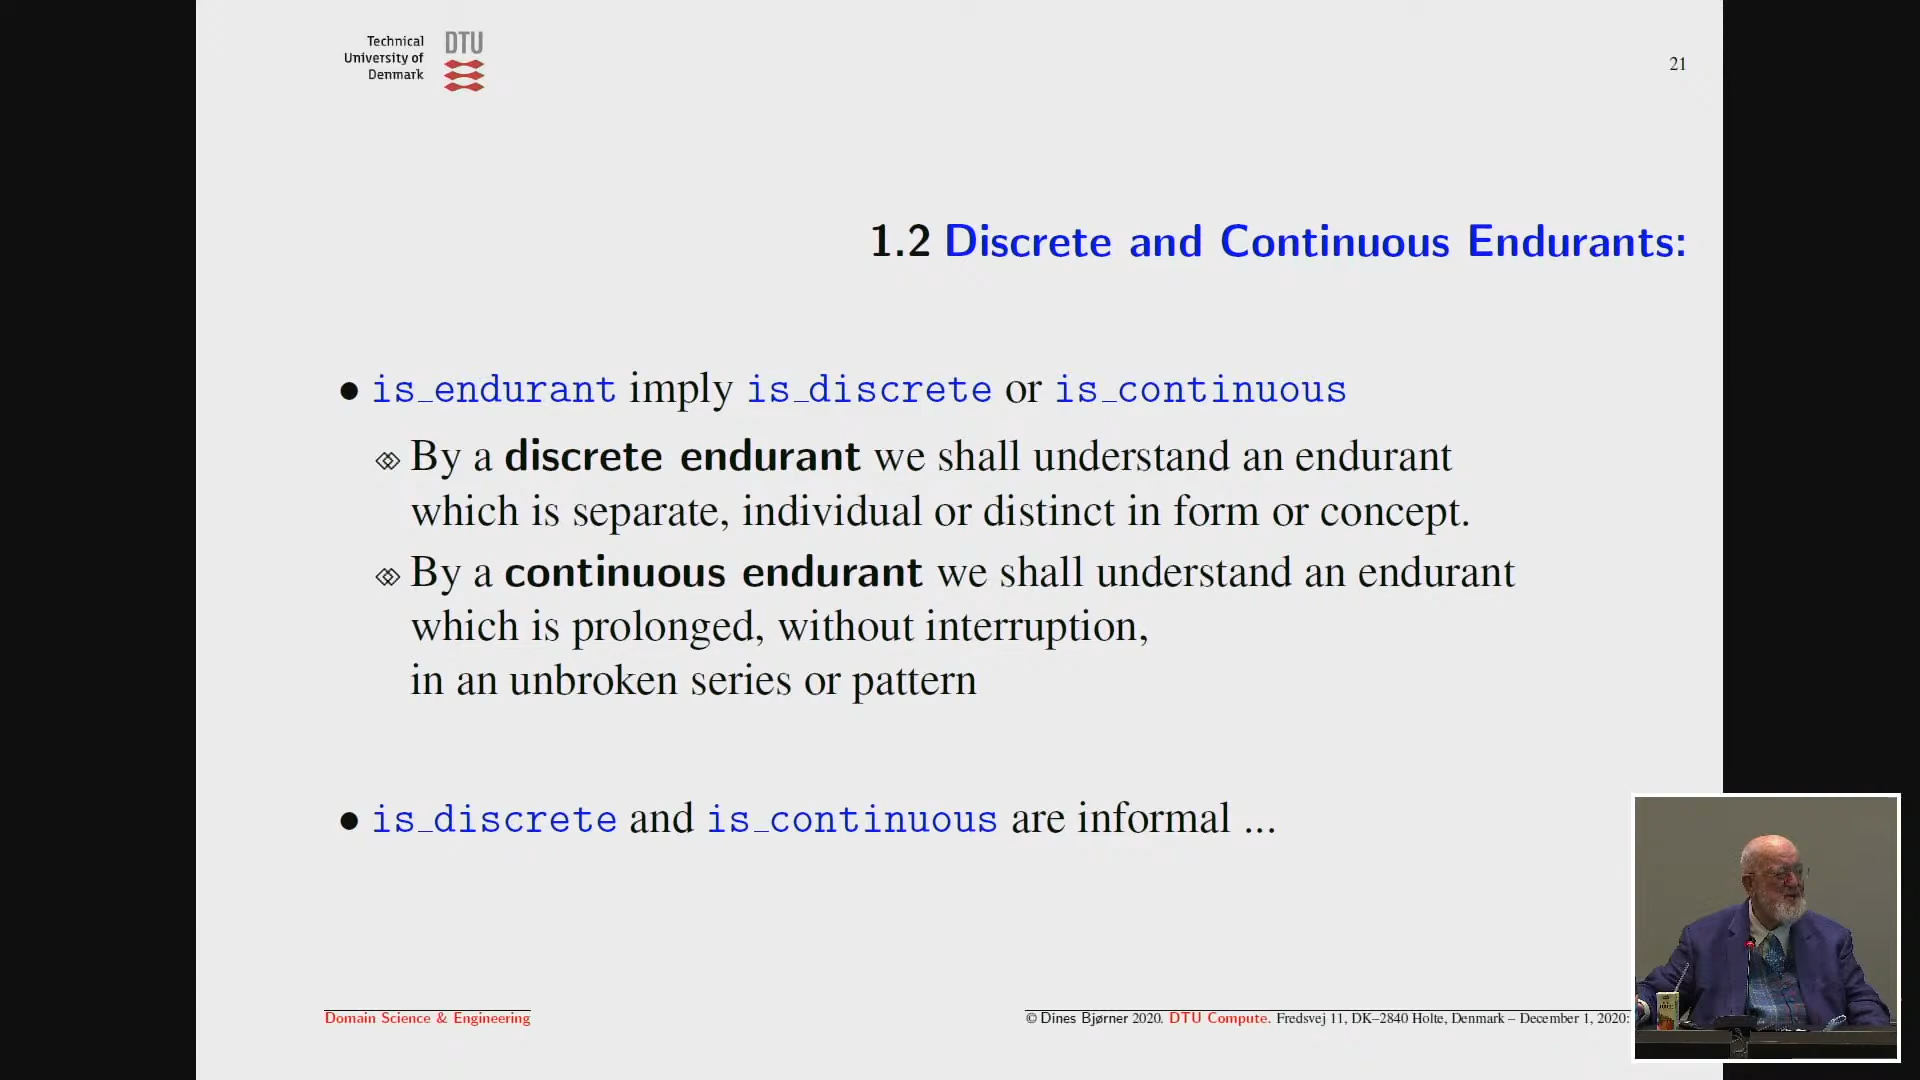 Technical
University of
Denmark
DTU
21
1.2 Discrete and Continuous Endurants:
• is_endurant imply is_discrete or is_continuous
By a discrete endurant we shall understand an endurant
which is separate, individual or distinct in form or concept.
By a continuous endurant we shall understand an endurant
which is prolonged, without interruption,
in an unbroken series or pattern
• is_discrete and is_continuous are informal ...
Domain Science & Engineering
© Dines Bjørner 2020. DTU Compute. Fredsvej 11, DK–2840 Holte, Denmark – December 1, 2020: